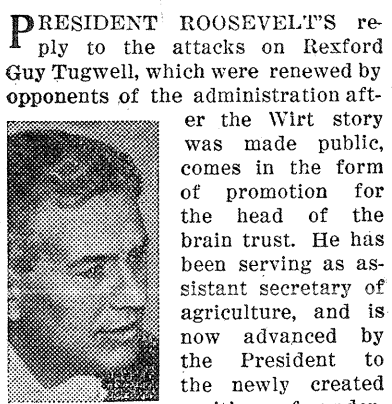 PRESIDENT ROOSEVELT'S re-
ply to the attacks on Rexford
Guy Tugwell, which were renewed by
opponents of the administration aft-
er the Wirt story
was made public,
comes in the form
of promotion for
the head of the
brain trust. He has
been serving as as-
sistant secretary of
agriculture, and is
now advanced by
the President to
the newly created